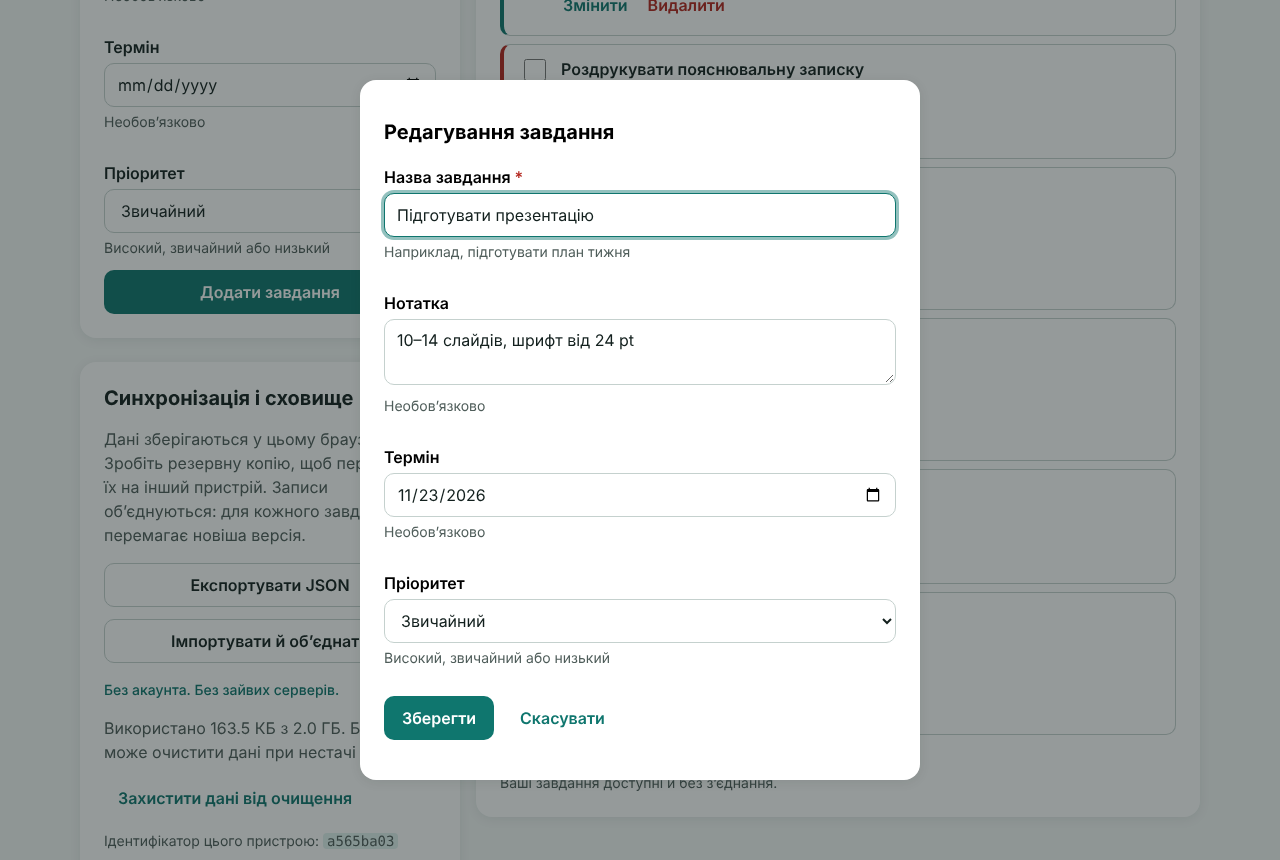 Термін
mm/dd/yyyy
Необов’язково
Пріоритет
Звичайний
Високий, звичайний або низький
Додати завдання
Синхронізація і сховище
Дані зберігаються у цьому
Зробіть резервну копію, щоб
їх на інший пристрій. Записи
об’єднуються: для кожного
перемагає новіша версія.
Експортувати JSON
Імпортувати й
Без акаунта. Без зайвих серверів.
Використано 163.5 КБ з 2.0 ГБ.
може очистити дані при нестачі
Захистити дані від очищення
Ідентифікатор цього пристрою: a565ba03
Змінити Видалити
Роздрукувати пояснювальну записку
Ваші завдання доступні й без з’єднання.
Редагування завдання
Назва завдання *
Підготувати презентацію
Наприклад, підготувати план тижня
Нотатка
10–14 слайдів, шрифт від 24 pt
Необов’язково
Термін
11/23/2026
Необов’язково
Пріоритет
Звичайний
Високий, звичайний або низький
Зберегти Скасувати